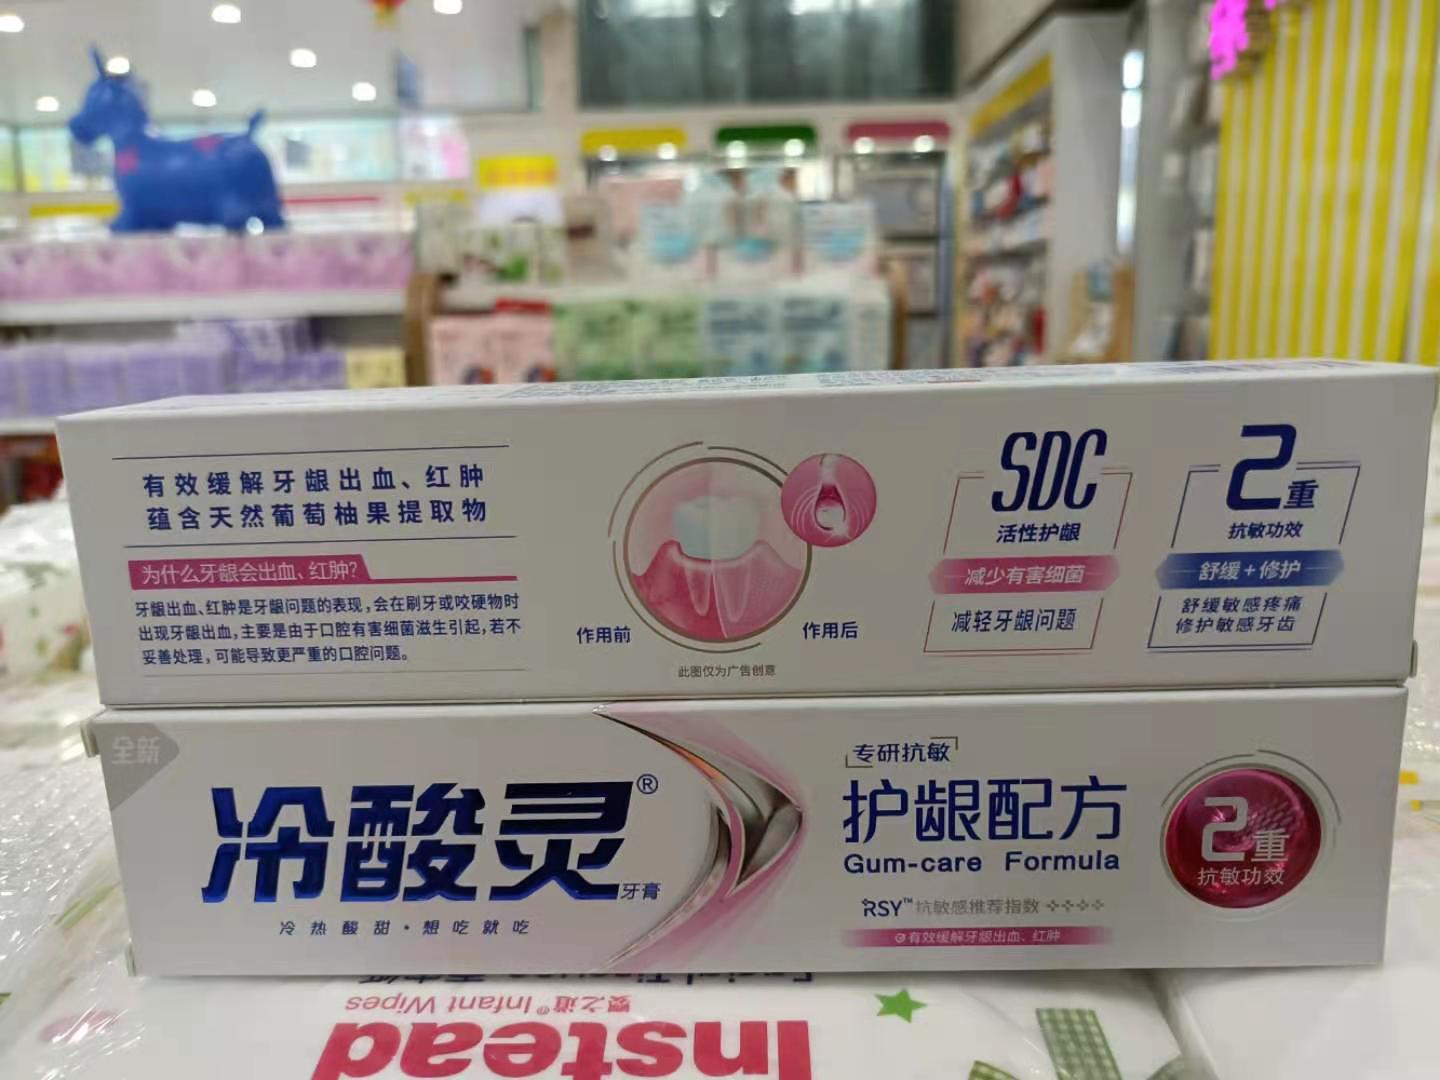 有效缓解牙龈出血、红肿
蕴含天然葡萄柚果提取物
为什么牙龈会出血、红肿?
牙龈出血、红肿是牙龈问题的表现，会在刷牙或咬硬物时
出现牙龈出血，主要是由于口腔有害细菌滋生引起，若不
妥善处理，可能导致更严重的口腔问题。
作用前
作用后
此图仅为广告创意
SDC
活性护龈
减少有害细菌
减轻牙龈问题
2重
抗敏功效
舒缓+修护
舒缓敏感疼痛
修护敏感牙齿
全新
冷酸灵®
牙膏
冷热酸甜·想吃就吃
专研抗敏
护龈配方
Gum-care Formula
RSY™抗敏感推荐指数
有效缓解牙龈出血、红肿
2重
抗敏功效
婴之道®Infant Wipes
Instead